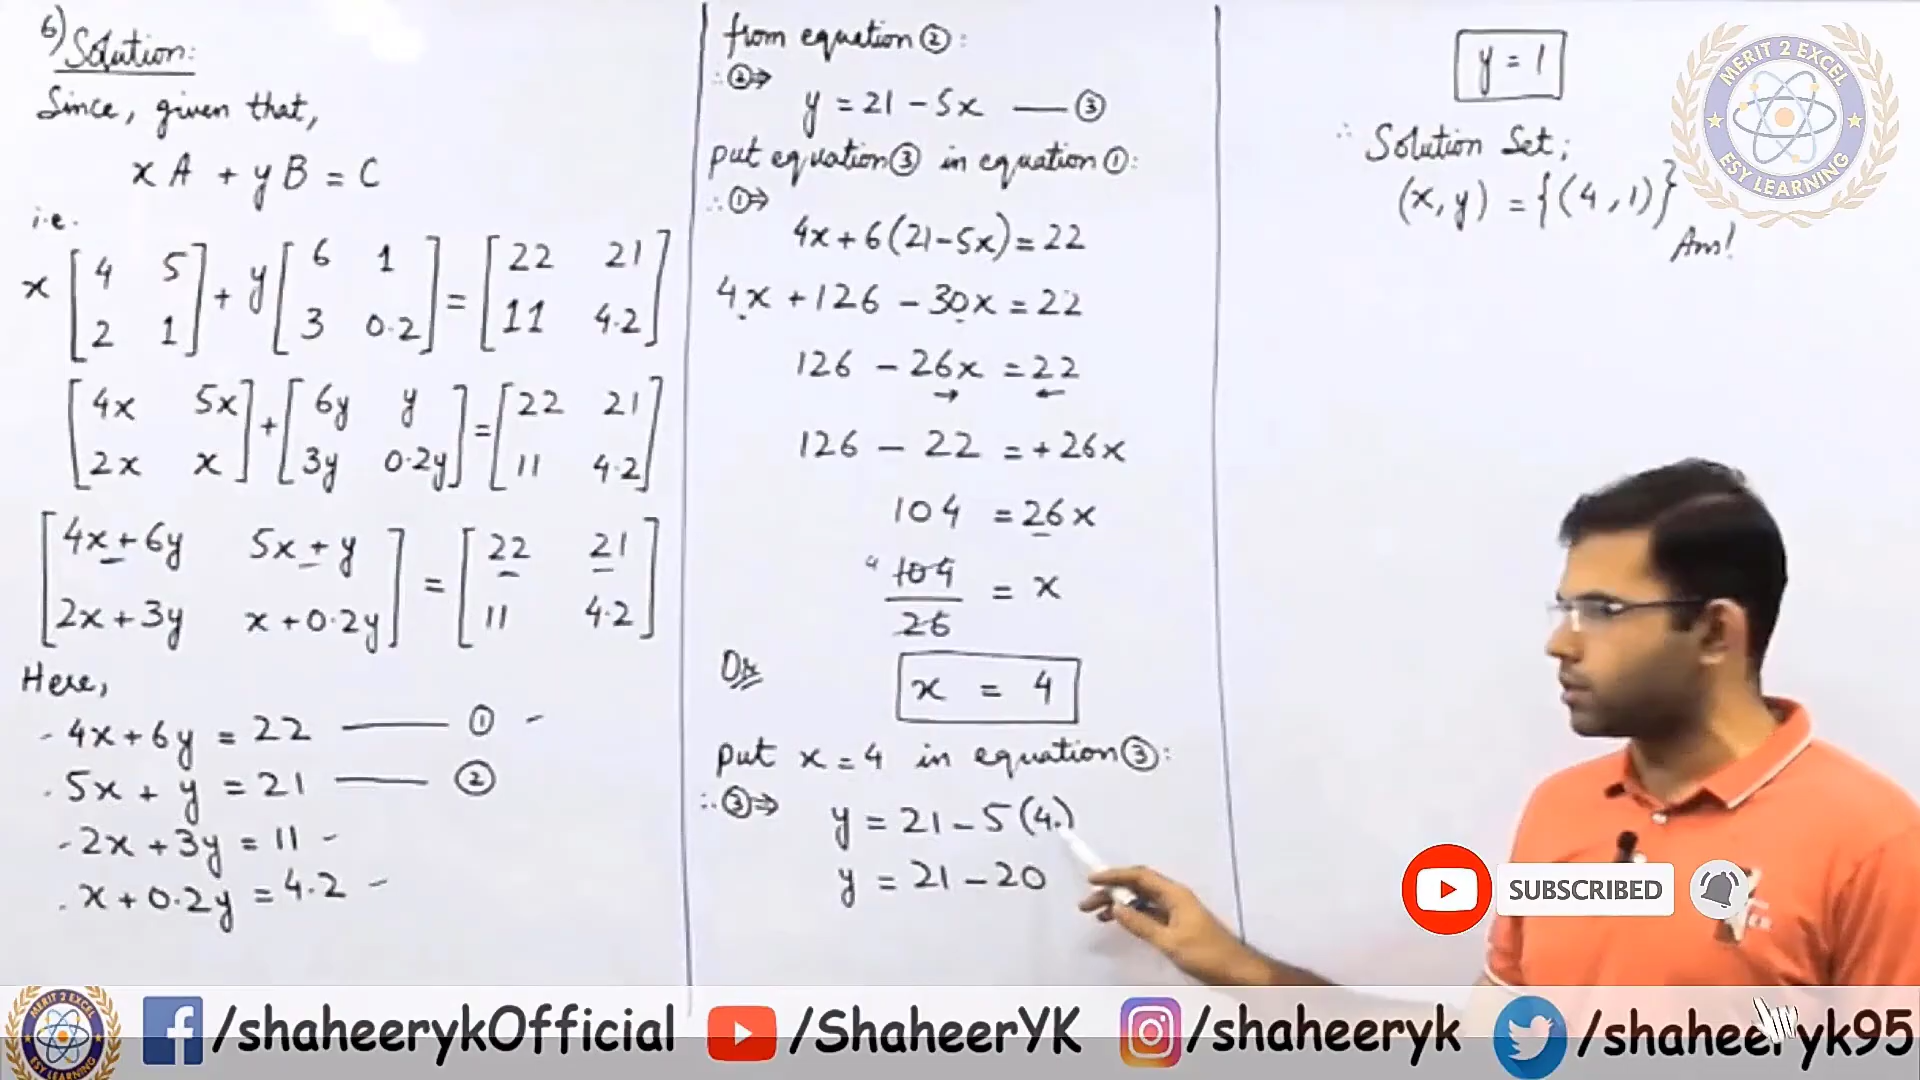 6) Solution:
Since, given that,
x A + y B = C
i.e.
x [ 4 5 ] + y [ 6 1 ] = [ 22 21 ]
[ 2 1 ] [ 3 0.2 ] [ 11 4.2 ]
[ 4x 5x ] + [ 6y y ] = [ 22 21 ]
[ 2x x ] [ 3y 0.2y ] [ 11 4.2 ]
[ 4x+6y 5x+y ] = [ 22 21 ]
[ 2x+3y x+0.2y ] [ 11 4.2 ]
Here,
4x+6y = 22 —— ①
5x + y = 21 —— ②
2x + 3y = 11
x + 0.2y = 4.2
from equation ②:
∴ ②⇒
y = 21 - 5x —— ③
put equation ③ in equation ①:
∴ ①⇒
4x+6(21-5x)=22
4x +126 - 30x = 22
126 - 26x = 22
126 - 22 = +26x
104 = 26x
4
104/26 = x
Or
x = 4
put x = 4 in equation ③:
∴ ③⇒
y = 21 - 5(4)
y = 21 - 20
y = 1
∴ Solution Set;
(x, y) = {(4, 1)}
Ans!
MERIT 2 EXCEL
ESY LEARNING
SUBSCRIBED
MERIT 2 EXCEL
/shaheerykOfficial
/ShaheerYK
/shaheeryk
/shaheeryk95